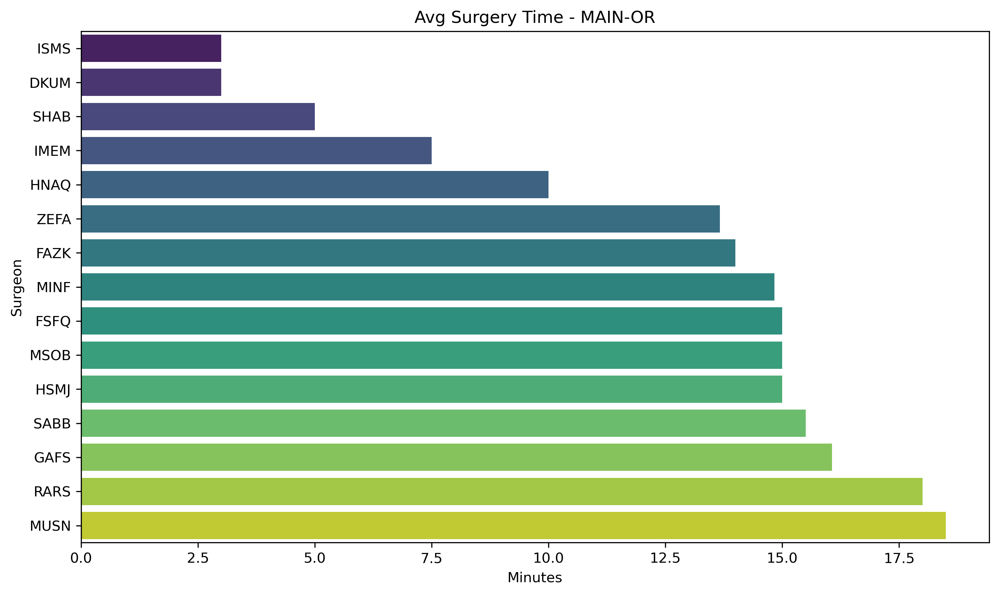 Avg Surgery Time - MAIN-OR
Surgeon
ISMS
DKUM
SHAB
IMEM
HNAQ
ZEFA
FAZK
MINF
FSFQ
MSOB
HSMJ
SABB
GAFS
RARS
MUSN
0.0 2.5 5.0 7.5 10.0 12.5 15.0 17.5
Minutes